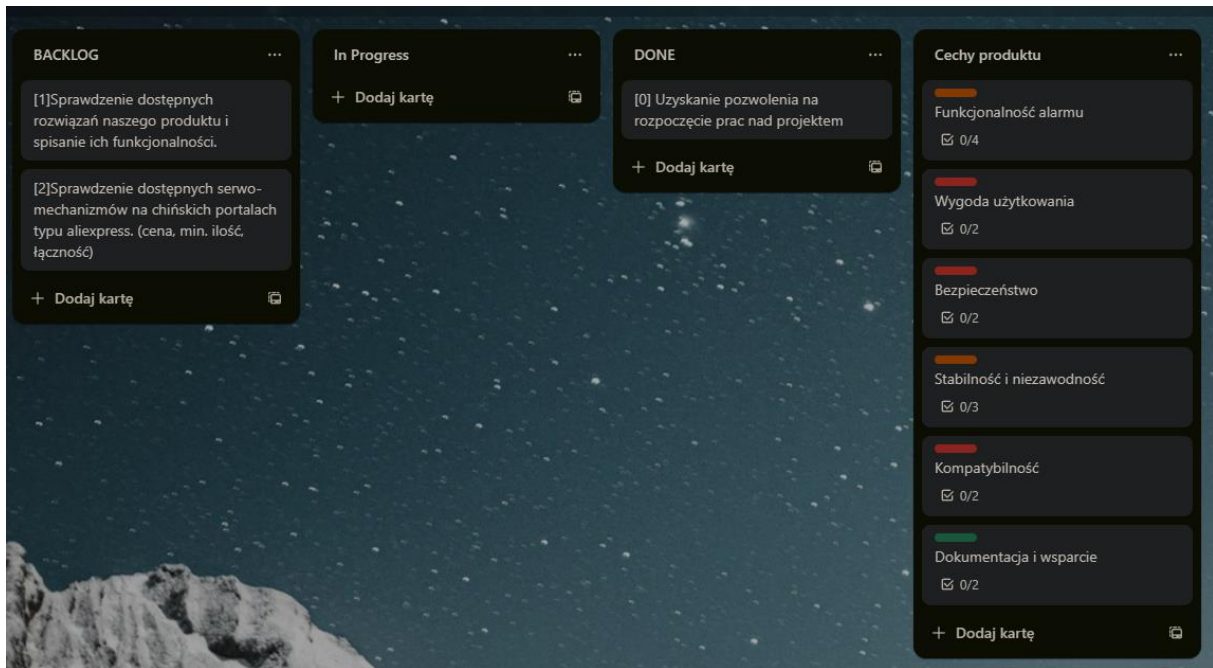 BACKLOG
[1]Sprawdzenie dostępnych
rozwiązań naszego produktu i
spisanie ich funkcjonalności.
[2]Sprawdzenie dostępnych serwo-
mechanizmów na chińskich portalach
typu aliexpress. (cena, min. ilość,
łączność)
+ Dodaj kartę
In Progress
+ Dodaj kartę
DONE
[0] Uzyskanie pozwolenia na
rozpoczęcie prac nad projektem
+ Dodaj kartę
Cechy produktu
Funkcjonalność alarmu
0/4
Wygoda użytkowania
0/2
Bezpieczeństwo
0/2
Stabilność i niezawodność
0/3
Kompatybilność
0/2
Dokumentacja i wsparcie
0/2
+ Dodaj kartę